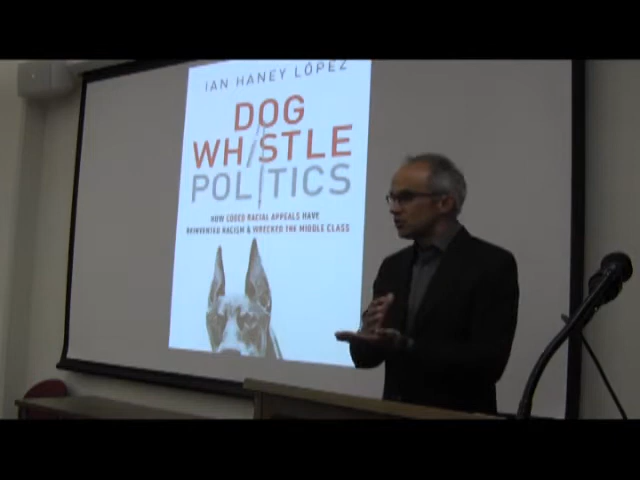 IAN HANEY LÓPEZ
DOG
WHISTLE
POLITICS
HOW CODED RACIAL APPEALS HAVE
REINVENTED RACISM & WRECKED THE MIDDLE CLASS